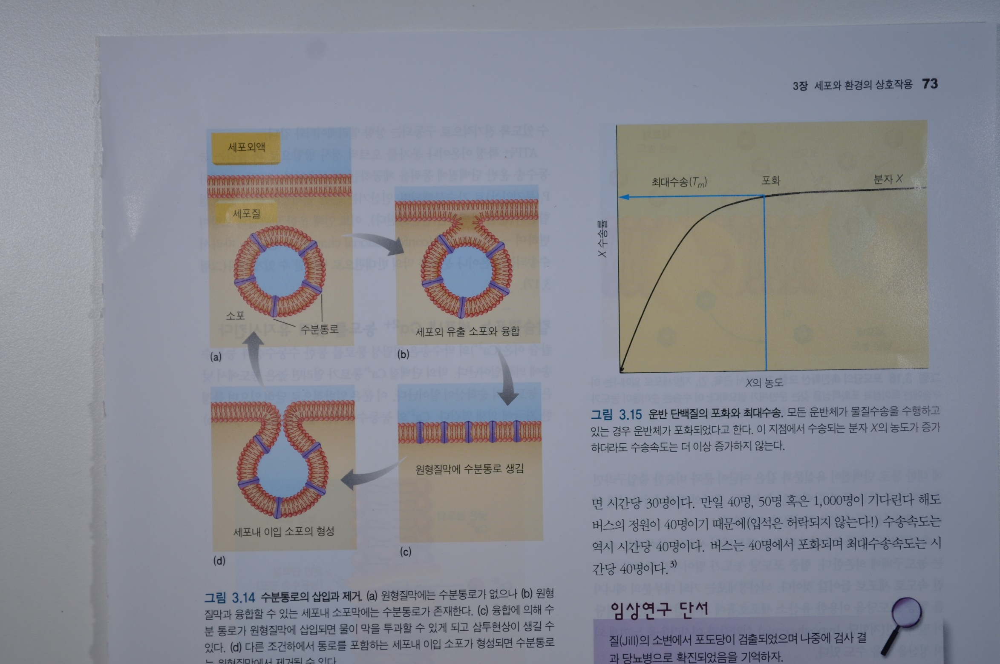 3장 세포와 환경의 상호작용 73
세포외액
세포질
소포
수분통로
(a)
세포외 유출 소포와 융합
(b)
원형질막에 수분통로 생김
(c)
세포내 이입 소포의 형성
(d)
그림 3.14 수분통로의 삽입과 제거. (a) 원형질막에는 수분통로가 없으나 (b) 원형
질막과 융합할 수 있는 세포내 소포막에는 수분통로가 존재한다. (c) 융합에 의해 수
분 통로가 원형질막에 삽입되면 물이 막을 투과할 수 있게 되고 삼투현상이 생길 수
있다. (d) 다른 조건하에서 통로를 포함하는 세포내 이입 소포가 형성되면 수분통로
는 원형질막에서 제거될 수 있다.
최대수송(Tm)
포화
분자 X
X 수송률
X의 농도
그림 3.15 운반 단백질의 포화와 최대수송. 모든 운반체가 물질수송을 수행하고
있는 경우 운반체가 포화되었다고 한다. 이 지점에서 수송되는 분자 X의 농도가 증가
하더라도 수송속도는 더 이상 증가하지 않는다.
면 시간당 30명이다. 만일 40명, 50명 혹은 1,000명이 기다린다 해도
버스의 정원이 40명이기 때문에(입석은 허락되지 않는다!) 수송속도는
역시 시간당 40명이다. 버스는 40명에서 포화되며 최대수송속도는 시
간당 40명이다.3)
임상연구 단서
질(Jill)의 소변에서 포도당이 검출되었으며 나중에 검사 결
과 당뇨병으로 확진되었음을 기억하자.